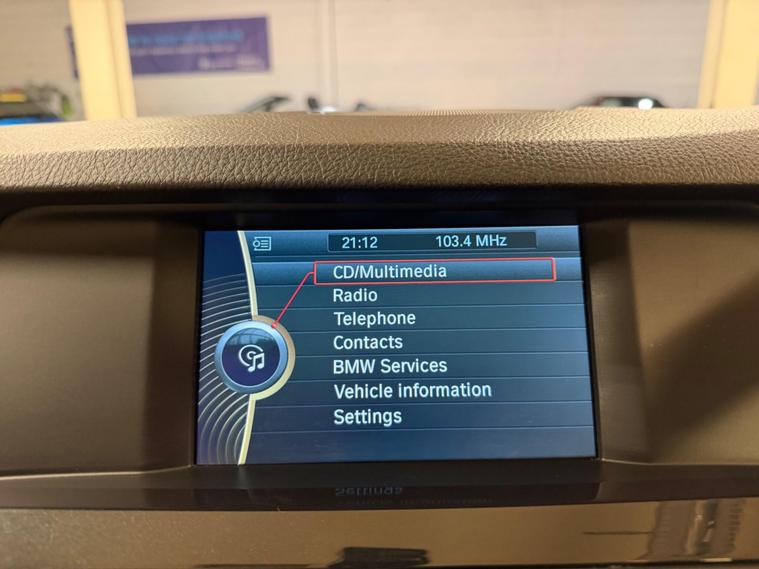 21:12 103.4 MHz
CD/Multimedia
Radio
Telephone
Contacts
BMW Services
Vehicle information
Settings